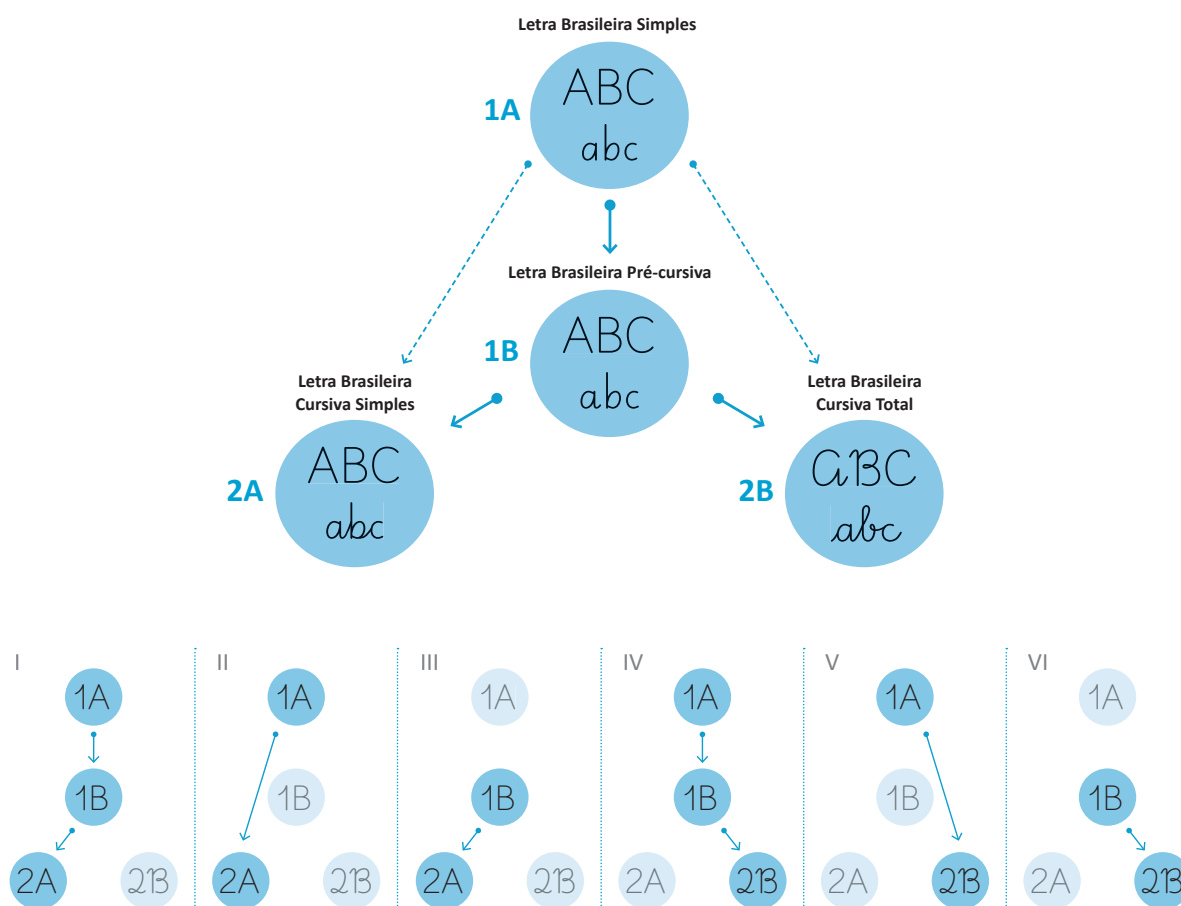 Letra Brasileira Simples
1A
ABC
abc
Letra Brasileira Pré-cursiva
1B
ABC
abc
Letra Brasileira
Cursiva Simples
2A
ABC
abc
Letra Brasileira
Cursiva Total
2B
ABC
abc
I
1A
1B
2A
2B
II
1A
1B
2A
2B
III
1A
1B
2A
2B
IV
1A
1B
2A
2B
V
1A
1B
2A
2B
VI
1A
1B
2A
2B